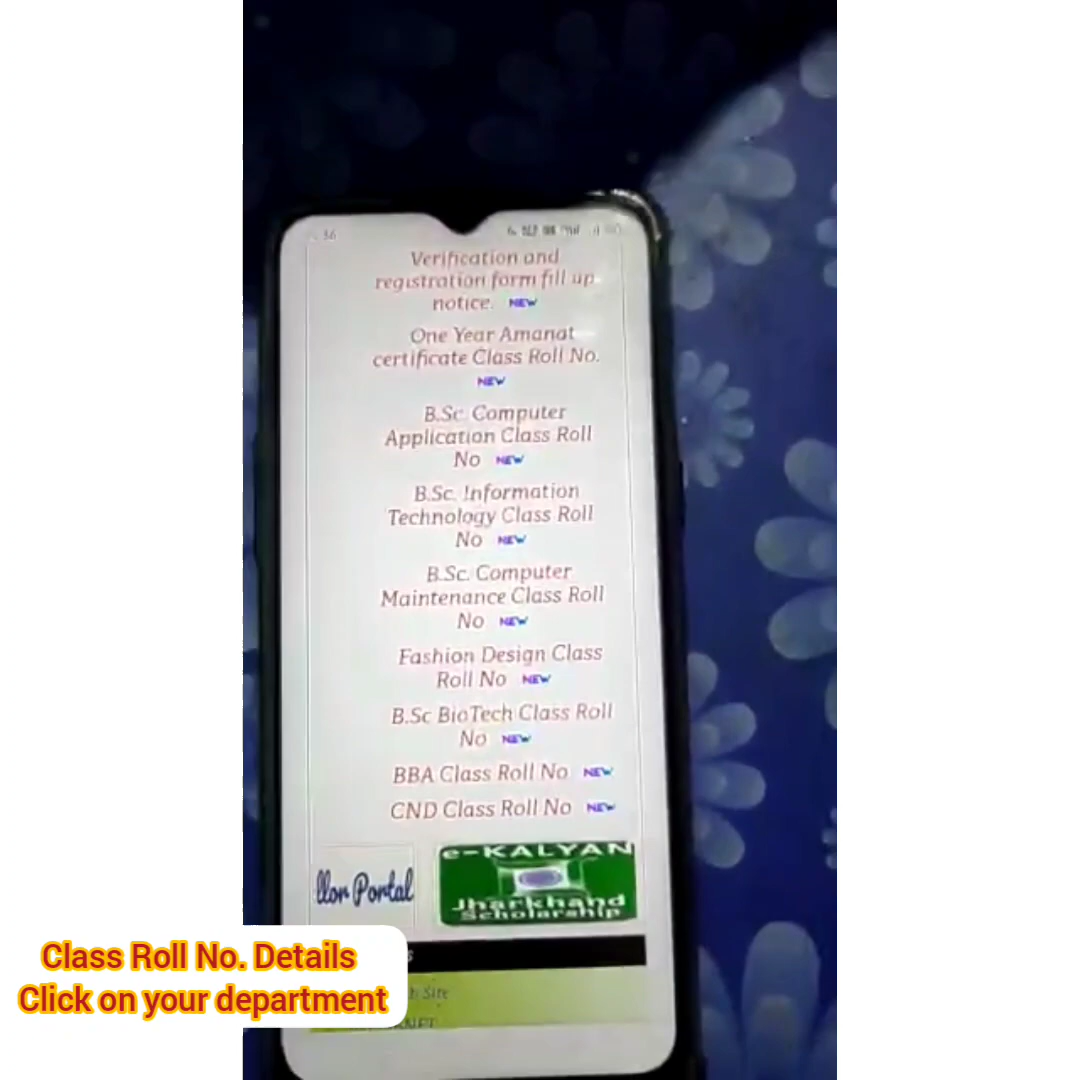 36
Verification and
registration form fill up
notice. NEW
One Year Amanat
certificate Class Roll No.
NEW
B.Sc. Computer
Application Class Roll
No NEW
B.Sc. Information
Technology Class Roll
No NEW
B.Sc. Computer
Maintenance Class Roll
No NEW
Fashion Design Class
Roll No NEW
B.Sc BioTech Class Roll
No NEW
BBA Class Roll No NEW
CND Class Roll No NEW
e-KALYAN
Jharkhand
Scholarship
Portal
Site
Class Roll No. Details
Click on your department